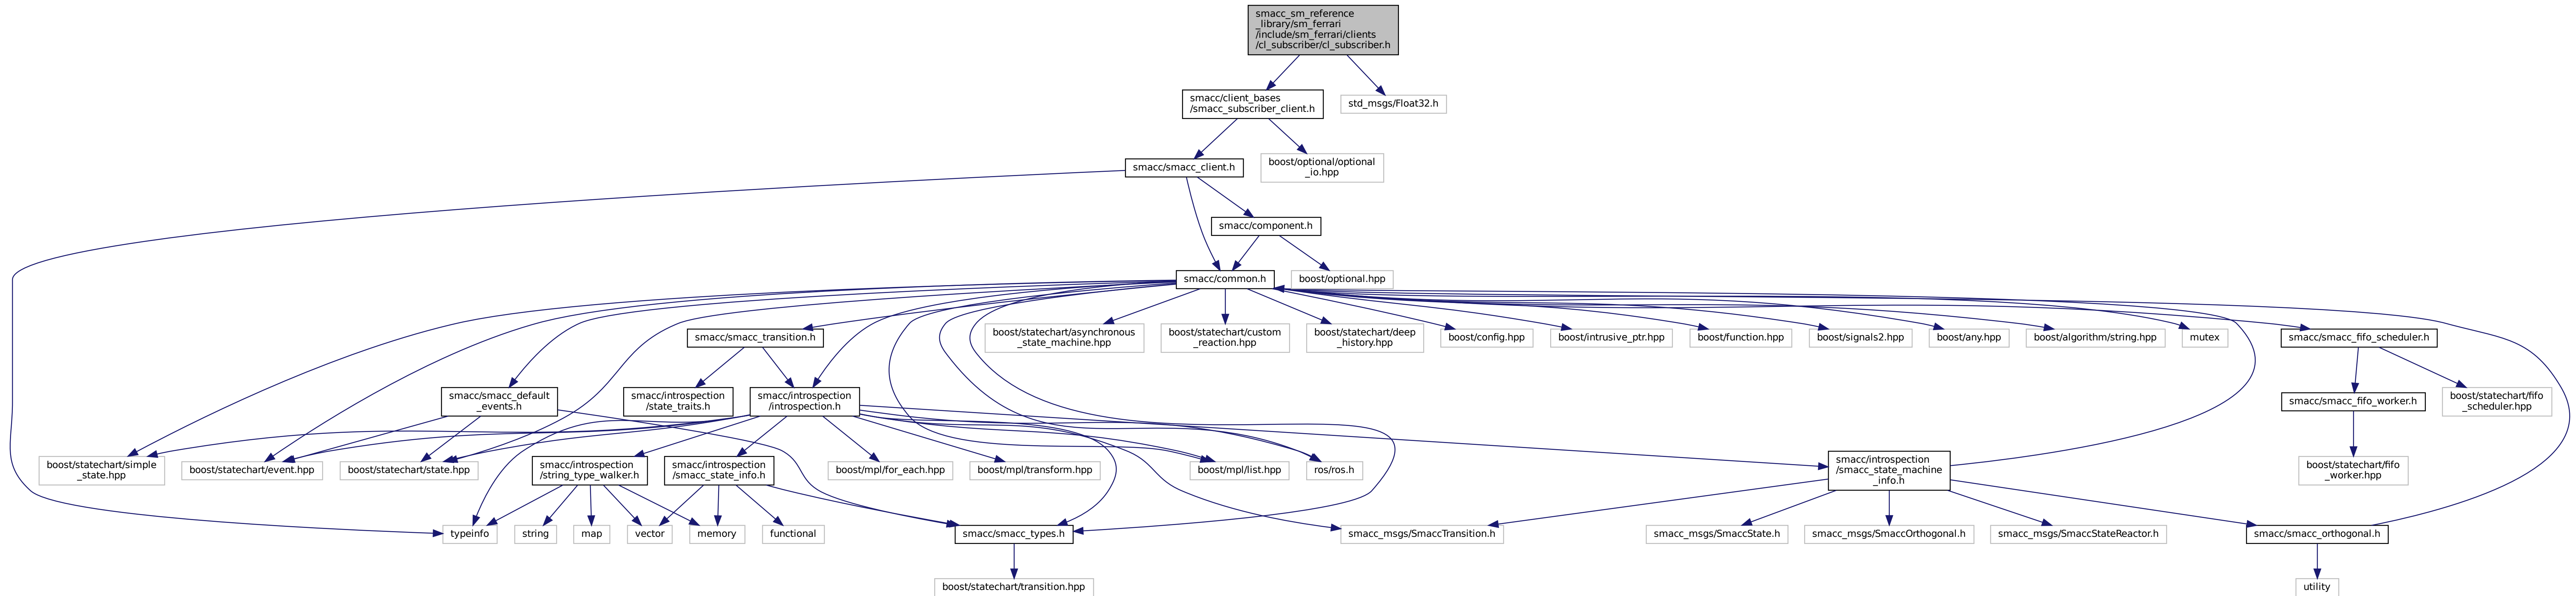 smacc_sm_reference
_library/sm_ferrari
/include/sm_ferrari/clients
/cl_subscriber/cl_subscriber.h
smacc/client_bases
/smacc_subscriber_client.h
std_msgs/Float32.h
smacc/smacc_client.h
boost/optional/optional
_io.hpp
smacc/component.h
smacc/common.h
boost/optional.hpp
smacc/smacc_transition.h
boost/statechart/asynchronous
_state_machine.hpp
boost/statechart/custom
_reaction.hpp
boost/statechart/deep
_history.hpp
boost/config.hpp
boost/intrusive_ptr.hpp
boost/function.hpp
boost/signals2.hpp
boost/any.hpp
boost/algorithm/string.hpp
mutex
smacc/smacc_fifo_scheduler.h
smacc/smacc_default
_events.h
smacc/introspection
/state_traits.h
smacc/introspection
/introspection.h
smacc/smacc_fifo_worker.h
boost/statechart/fifo
_scheduler.hpp
boost/statechart/simple
_state.hpp
boost/statechart/event.hpp
boost/statechart/state.hpp
smacc/introspection
/string_type_walker.h
smacc/introspection
/smacc_state_info.h
boost/mpl/for_each.hpp
boost/mpl/transform.hpp
boost/mpl/list.hpp
ros/ros.h
smacc/introspection
/smacc_state_machine
_info.h
boost/statechart/fifo
_worker.hpp
typeinfo
string
map
vector
memory
functional
smacc/smacc_types.h
smacc_msgs/SmaccTransition.h
smacc_msgs/SmaccState.h
smacc_msgs/SmaccOrthogonal.h
smacc_msgs/SmaccStateReactor.h
smacc/smacc_orthogonal.h
boost/statechart/transition.hpp
utility